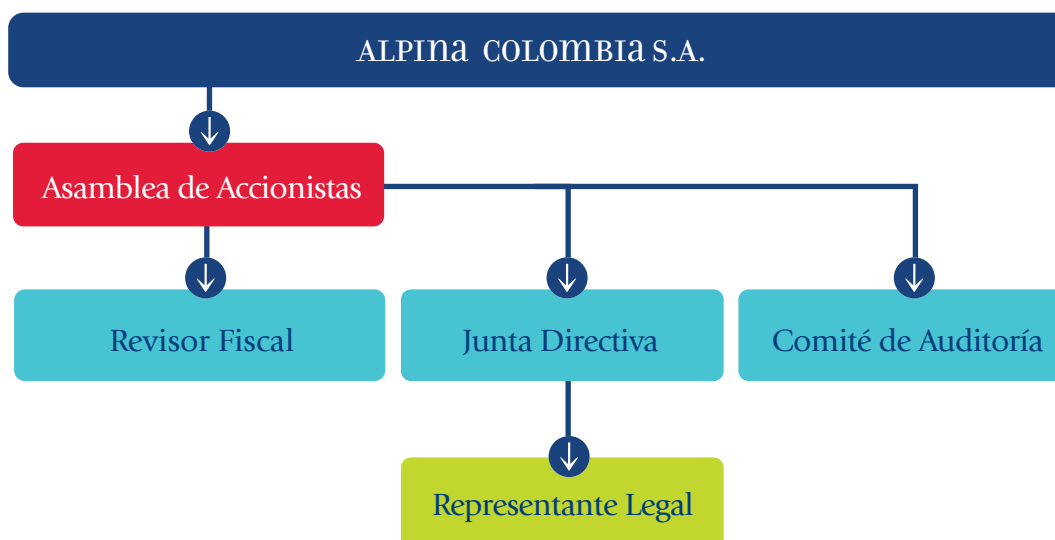 ALPINA COLOMBIA S.A.
Asamblea de Accionistas
Revisor Fiscal
Junta Directiva
Comité de Auditoría
Representante Legal